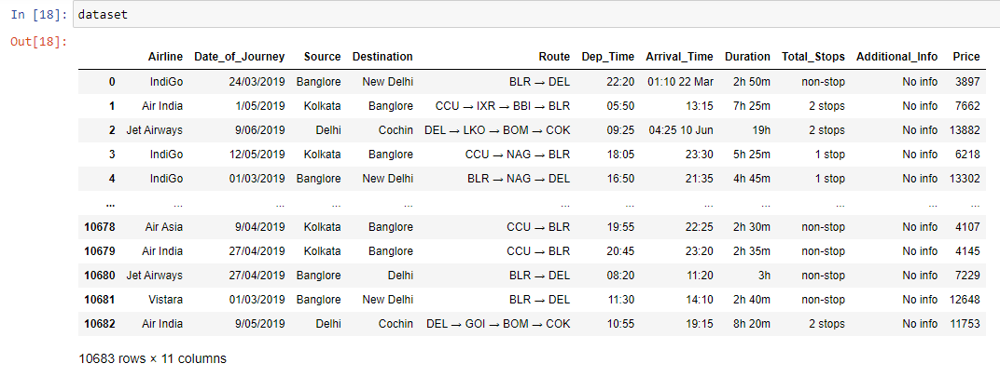 In [18]: dataset
Out[18]:
Airline Date_of_Journey Source Destination Route Dep_Time Arrival_Time Duration Total_Stops Additional_Info Price
0 IndiGo 24/03/2019 Banglore New Delhi BLR → DEL 22:20 01:10 22 Mar 2h 50m non-stop No info 3897
1 Air India 1/05/2019 Kolkata Banglore CCU → IXR → BBI → BLR 05:50 13:15 7h 25m 2 stops No info 7662
2 Jet Airways 9/06/2019 Delhi Cochin DEL → LKO → BOM → COK 09:25 04:25 10 Jun 19h 2 stops No info 13882
3 IndiGo 12/05/2019 Kolkata Banglore CCU → NAG → BLR 18:05 23:30 5h 25m 1 stop No info 6218
4 IndiGo 01/03/2019 Banglore New Delhi BLR → NAG → DEL 16:50 21:35 4h 45m 1 stop No info 13302
... ... ... ... ... ... ... ... ... ... ... ...
10678 Air Asia 9/04/2019 Kolkata Banglore CCU → BLR 19:55 22:25 2h 30m non-stop No info 4107
10679 Air India 27/04/2019 Kolkata Banglore CCU → BLR 20:45 23:20 2h 35m non-stop No info 4145
10680 Jet Airways 27/04/2019 Banglore Delhi BLR → DEL 08:20 11:20 3h non-stop No info 7229
10681 Vistara 01/03/2019 Banglore New Delhi BLR → DEL 11:30 14:10 2h 40m non-stop No info 12648
10682 Air India 9/05/2019 Delhi Cochin DEL → GOI → BOM → COK 10:55 19:15 8h 20m 2 stops No info 11753
10683 rows × 11 columns